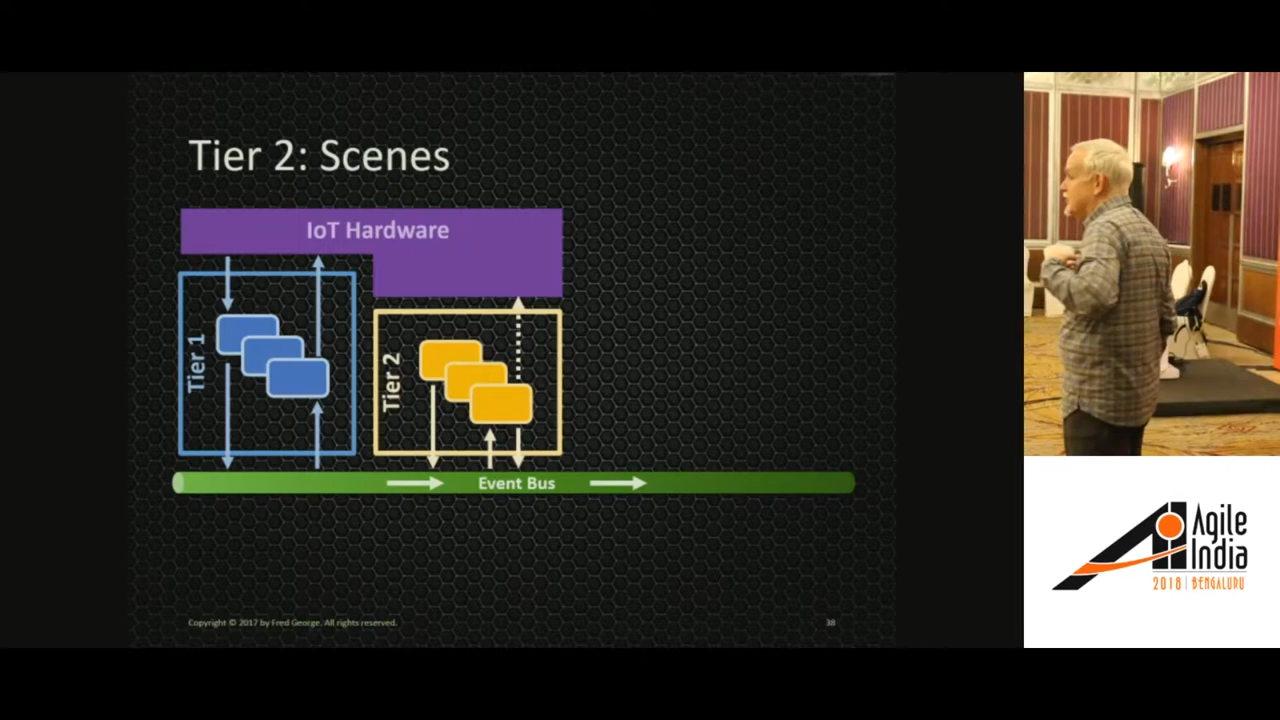 Tier 2: Scenes
IoT Hardware
Tier 1
Tier 2
Event Bus
Copyright © 2017 by Fred George. All rights reserved.
38
Agile
India
2018 | BENGALURU